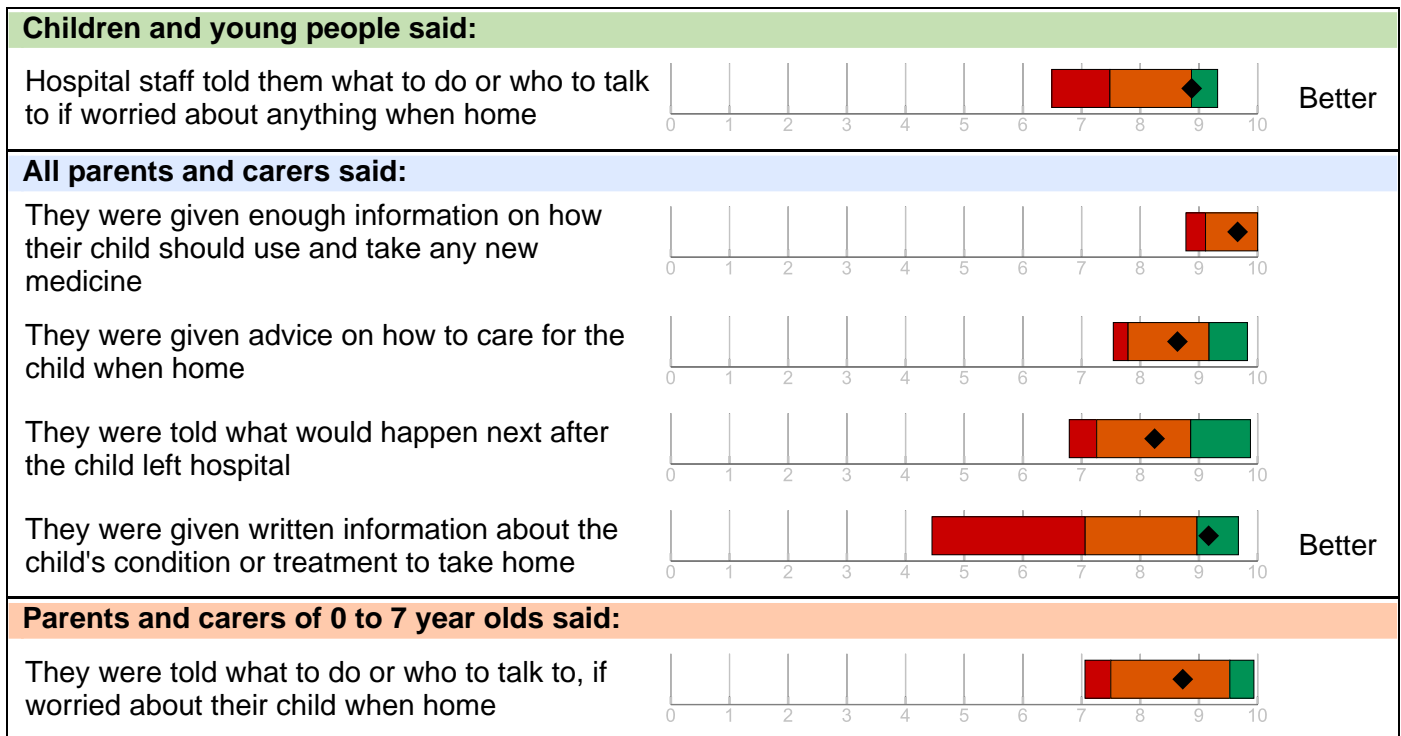 Children and young people said:
Hospital staff told them what to do or who to talk
to if worried about anything when home
0 1 2 3 4 5 6 7 8 9 10
Better
All parents and carers said:
They were given enough information on how
their child should use and take any new
medicine
0 1 2 3 4 5 6 7 8 9 10
They were given advice on how to care for the
child when home
0 1 2 3 4 5 6 7 8 9 10
They were told what would happen next after
the child left hospital
0 1 2 3 4 5 6 7 8 9 10
They were given written information about the
child's condition or treatment to take home
0 1 2 3 4 5 6 7 8 9 10
Better
Parents and carers of 0 to 7 year olds said:
They were told what to do or who to talk to, if
worried about their child when home
0 1 2 3 4 5 6 7 8 9 10